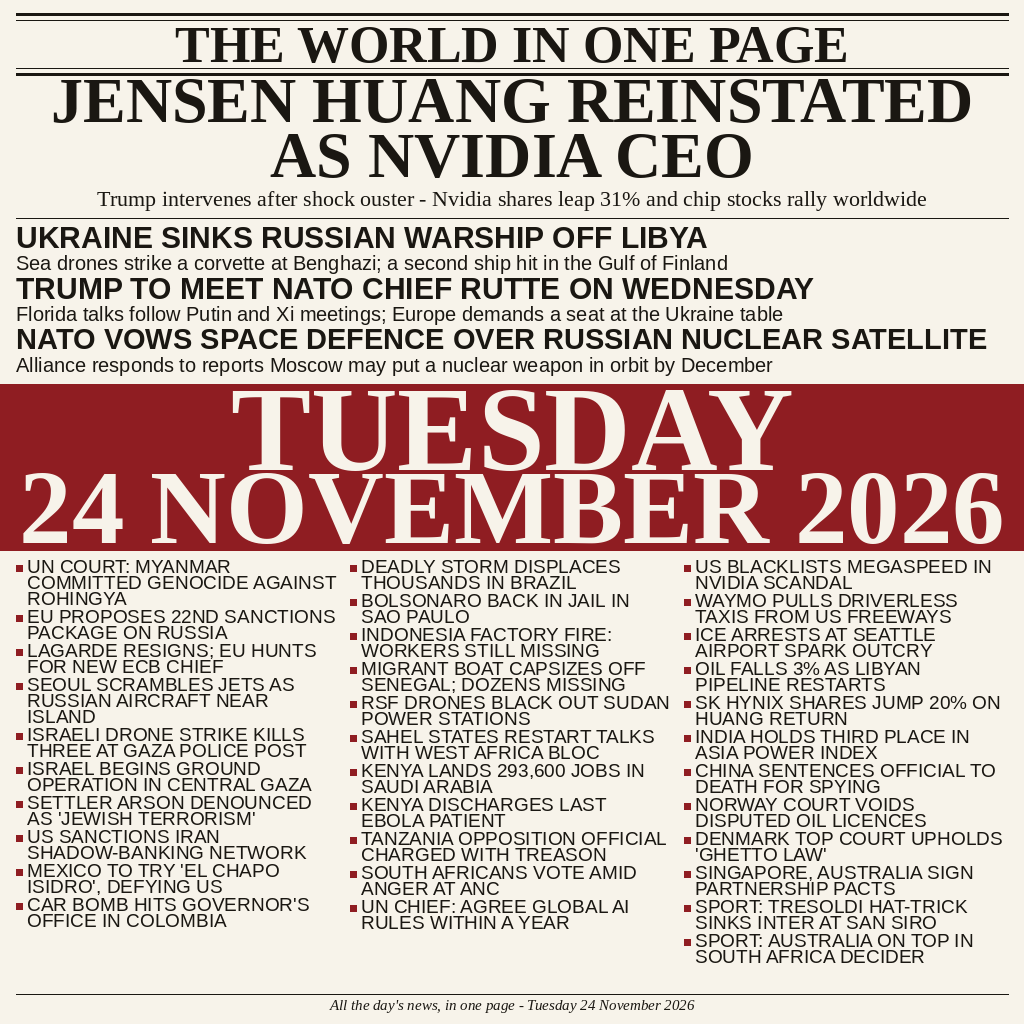 THE WORLD IN ONE PAGE
JENSEN HUANG REINSTATED
AS NVIDIA CEO
Trump intervenes after shock ouster - Nvidia shares leap 31% and chip stocks rally worldwide
UKRAINE SINKS RUSSIAN WARSHIP OFF LIBYA
Sea drones strike a corvette at Benghazi; a second ship hit in the Gulf of Finland
TRUMP TO MEET NATO CHIEF RUTTE ON WEDNESDAY
Florida talks follow Putin and Xi meetings; Europe demands a seat at the Ukraine table
NATO VOWS SPACE DEFENCE OVER RUSSIAN NUCLEAR SATELLITE
Alliance responds to reports Moscow may put a nuclear weapon in orbit by December
TUESDAY
24 NOVEMBER 2026
UN COURT: MYANMAR
COMMITTED GENOCIDE AGAINST
ROHINGYA
EU PROPOSES 22ND SANCTIONS
PACKAGE ON RUSSIA
LAGARDE RESIGNS; EU HUNTS
FOR NEW ECB CHIEF
SEOUL SCRAMBLES JETS AS
RUSSIAN AIRCRAFT NEAR
ISLAND
ISRAELI DRONE STRIKE KILLS
THREE AT GAZA POLICE POST
ISRAEL BEGINS GROUND
OPERATION IN CENTRAL GAZA
SETTLER ARSON DENOUNCED
AS 'JEWISH TERRORISM'
US SANCTIONS IRAN
SHADOW-BANKING NETWORK
MEXICO TO TRY 'EL CHAPO
ISIDRO', DEFYING US
CAR BOMB HITS GOVERNOR'S
OFFICE IN COLOMBIA
DEADLY STORM DISPLACES
THOUSANDS IN BRAZIL
BOLSONARO BACK IN JAIL IN
SAO PAULO
INDONESIA FACTORY FIRE:
WORKERS STILL MISSING
MIGRANT BOAT CAPSIZES OFF
SENEGAL; DOZENS MISSING
RSF DRONES BLACK OUT SUDAN
POWER STATIONS
SAHEL STATES RESTART TALKS
WITH WEST AFRICA BLOC
KENYA LANDS 293,600 JOBS IN
SAUDI ARABIA
KENYA DISCHARGES LAST
EBOLA PATIENT
TANZANIA OPPOSITION OFFICIAL
CHARGED WITH TREASON
SOUTH AFRICANS VOTE AMID
ANGER AT ANC
UN CHIEF: AGREE GLOBAL AI
RULES WITHIN A YEAR
US BLACKLISTS MEGASPEED IN
NVIDIA SCANDAL
WAYMO PULLS DRIVERLESS
TAXIS FROM US FREEWAYS
ICE ARRESTS AT SEATTLE
AIRPORT SPARK OUTCRY
OIL FALLS 3% AS LIBYAN
PIPELINE RESTARTS
SK HYNIX SHARES JUMP 20% ON
HUANG RETURN
INDIA HOLDS THIRD PLACE IN
ASIA POWER INDEX
CHINA SENTENCES OFFICIAL TO
DEATH FOR SPYING
NORWAY COURT VOIDS
DISPUTED OIL LICENCES
DENMARK TOP COURT UPHOLDS
'GHETTO LAW'
SINGAPORE, AUSTRALIA SIGN
PARTNERSHIP PACTS
SPORT: TRESOLDI HAT-TRICK
SINKS INTER AT SAN SIRO
SPORT: AUSTRALIA ON TOP IN
SOUTH AFRICA DECIDER
All the day's news, in one page - Tuesday 24 November 2026